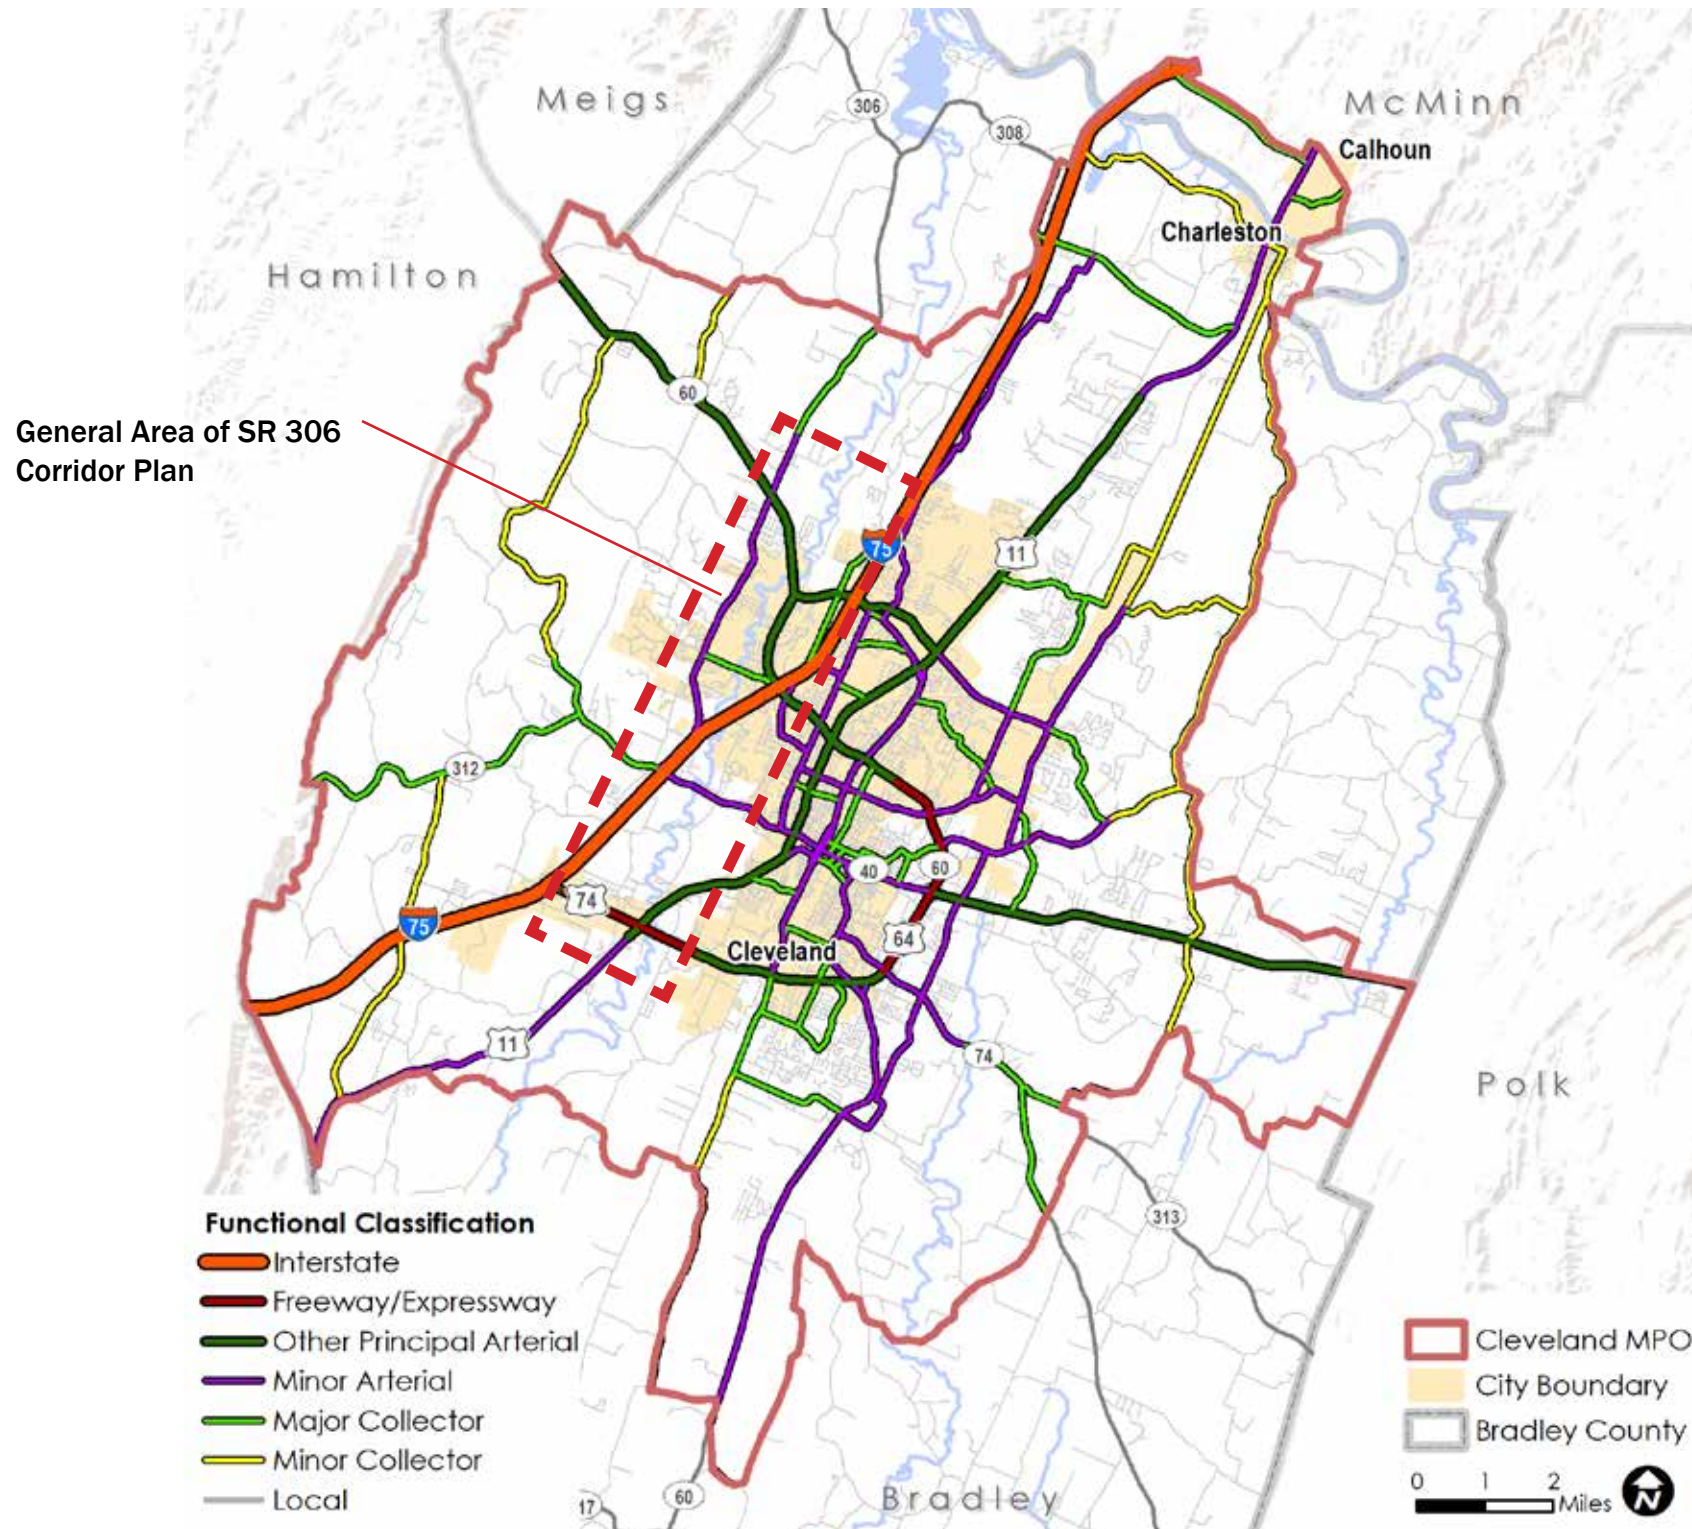 Meigs
306
308
McMinn
Calhoun
Charleston
Hamilton
60
General Area of SR 306
Corridor Plan
75
11
312
40
60
74
75
64
Cleveland
11
74
Polk
313
Functional Classification
Interstate
Freeway/Expressway
Other Principal Arterial
Minor Arterial
Major Collector
Minor Collector
Local
Cleveland MPO
City Boundary
Bradley County
0 1 2
Miles
N
17
60
Bradley